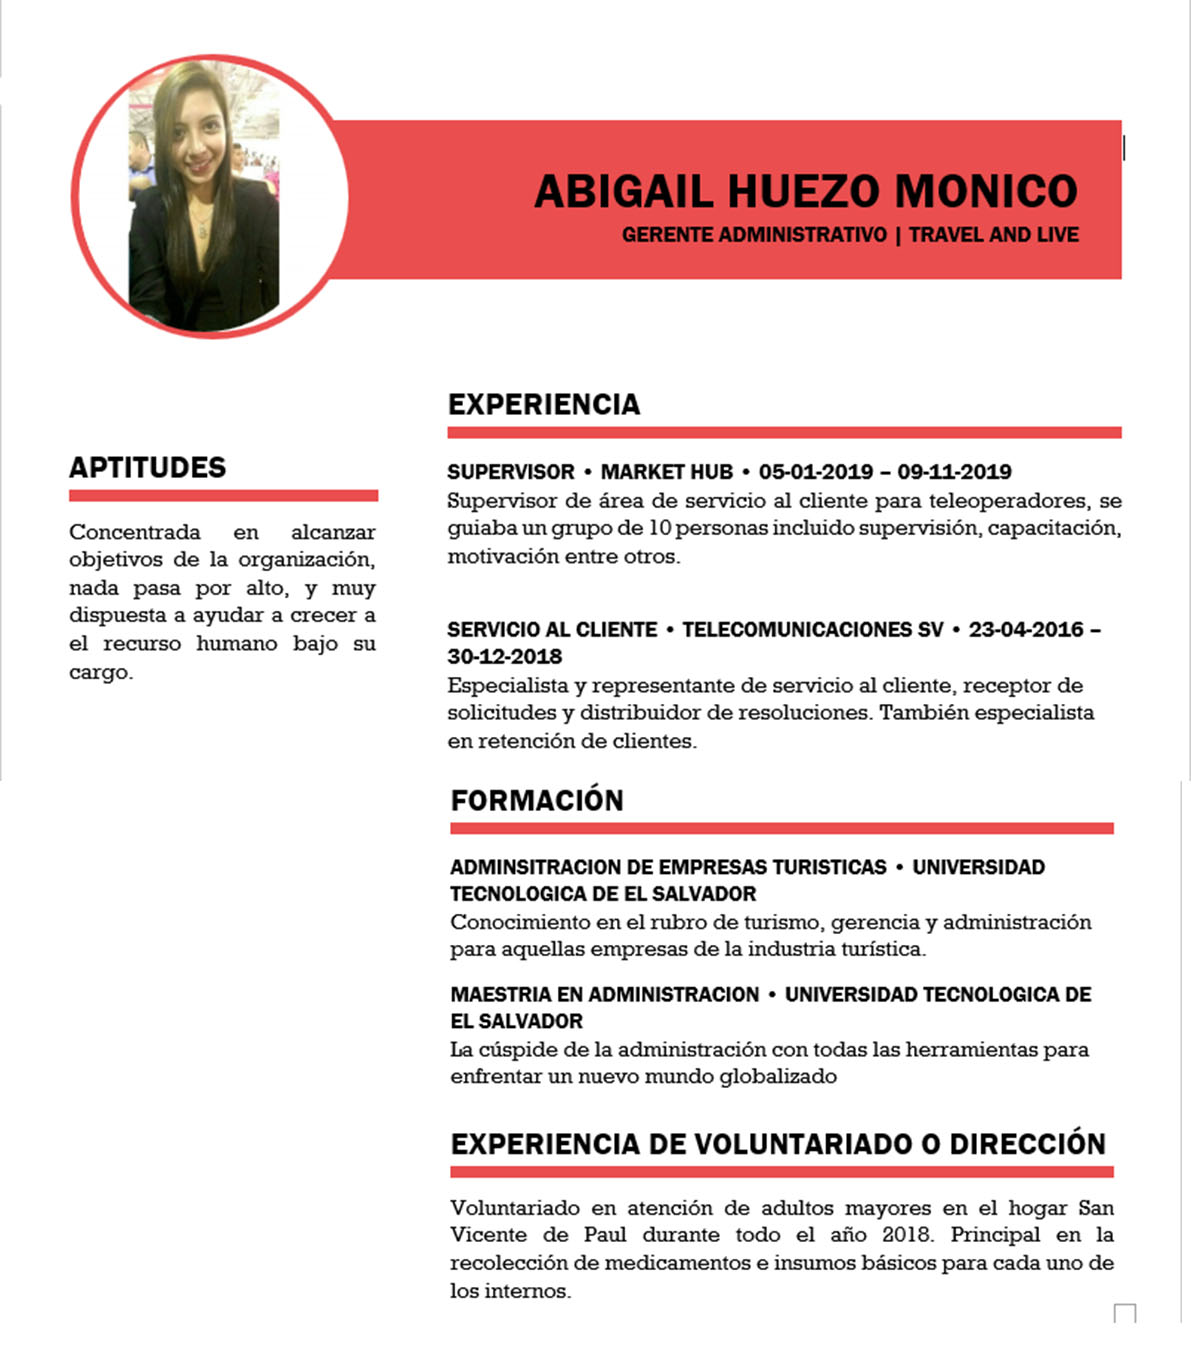 ABIGAIL HUEZO MONICO
GERENTE ADMINISTRATIVO | TRAVEL AND LIVE
APTITUDES
Concentrada en alcanzar
objetivos de la organización,
nada pasa por alto, y muy
dispuesta a ayudar a crecer a
el recurso humano bajo su
cargo.
EXPERIENCIA
SUPERVISOR • MARKET HUB • 05-01-2019 – 09-11-2019
Supervisor de área de servicio al cliente para teleoperadores, se
guiaba un grupo de 10 personas incluido supervisión, capacitación,
motivación entre otros.
SERVICIO AL CLIENTE • TELECOMUNICACIONES SV • 23-04-2016 –
30-12-2018
Especialista y representante de servicio al cliente, receptor de
solicitudes y distribuidor de resoluciones. También especialista
en retención de clientes.
FORMACIÓN
ADMINSITRACION DE EMPRESAS TURISTICAS • UNIVERSIDAD
TECNOLOGICA DE EL SALVADOR
Conocimiento en el rubro de turismo, gerencia y administración
para aquellas empresas de la industria turística.
MAESTRIA EN ADMINISTRACION • UNIVERSIDAD TECNOLOGICA DE
EL SALVADOR
La cúspide de la administración con todas las herramientas para
enfrentar un nuevo mundo globalizado
EXPERIENCIA DE VOLUNTARIADO O DIRECCIÓN
Voluntariado en atención de adultos mayores en el hogar San
Vicente de Paul durante todo el año 2018. Principal en la
recolección de medicamentos e insumos básicos para cada uno de
los internos.